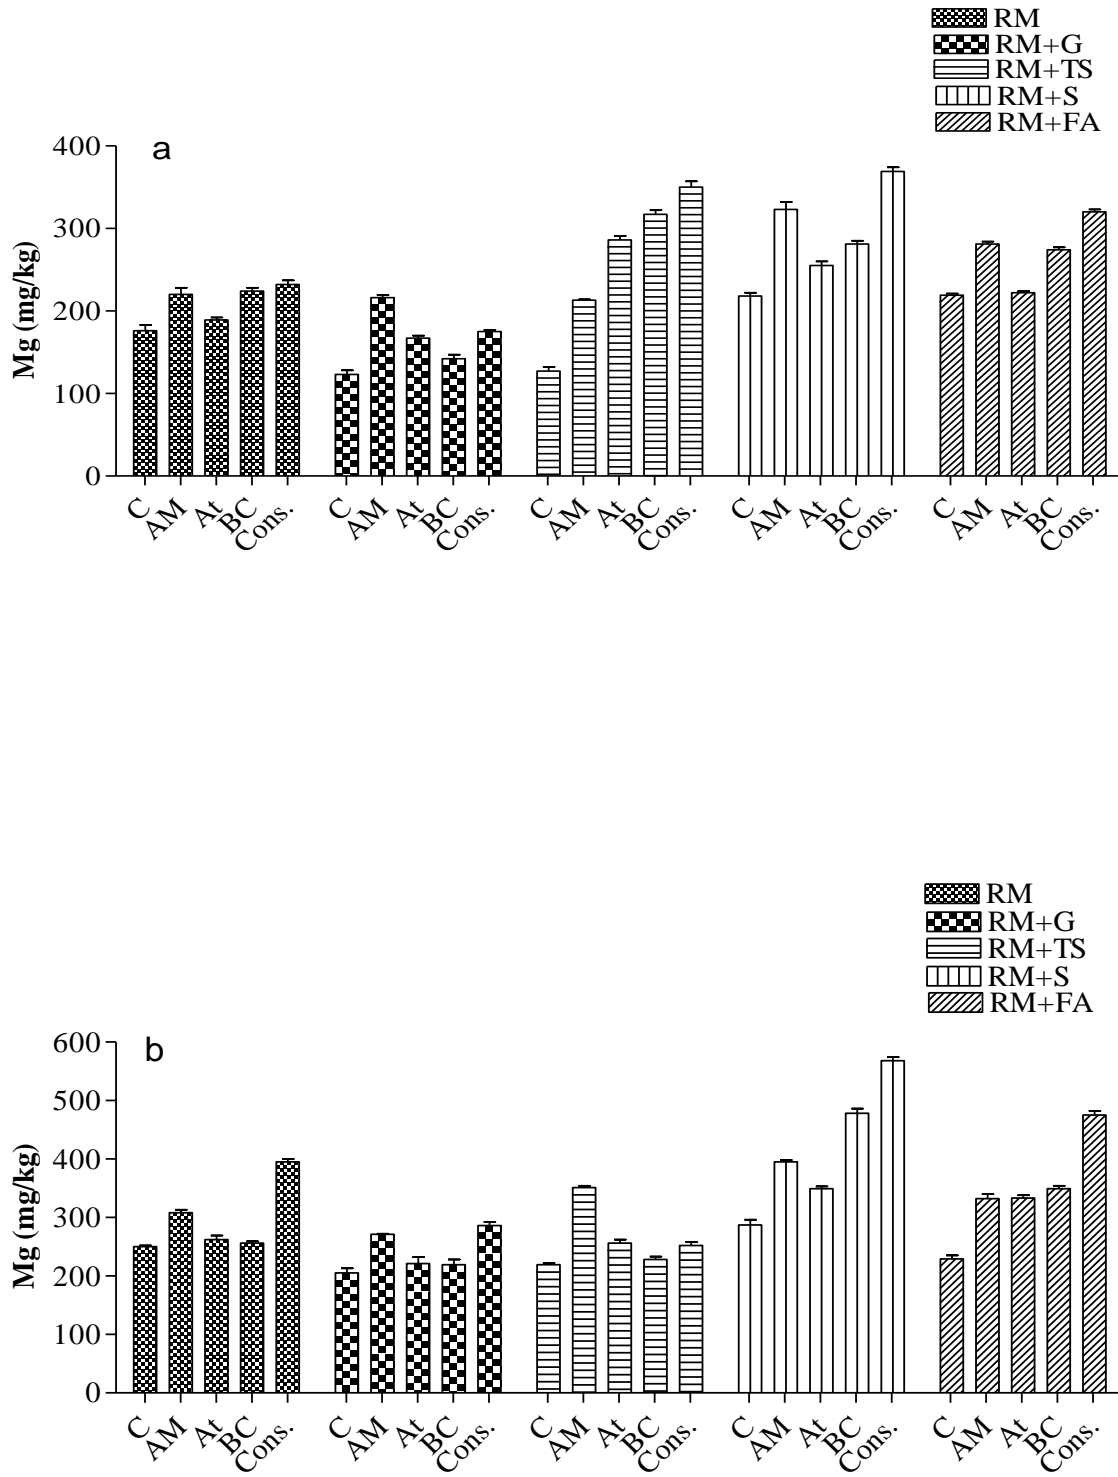 RM
RM+G
RM+TS
RM+S
RM+FA
a
400
300
200
100
0
Mg (mg/kg)
C AM At BC Cons. C AM At BC Cons. C AM At BC Cons. C AM At BC Cons. C AM At BC Cons.
RM
RM+G
RM+TS
RM+S
RM+FA
b
600
500
400
300
200
100
0
Mg (mg/kg)
C AM At BC Cons. C AM At BC Cons. C AM At BC Cons. C AM At BC Cons. C AM At BC Cons.